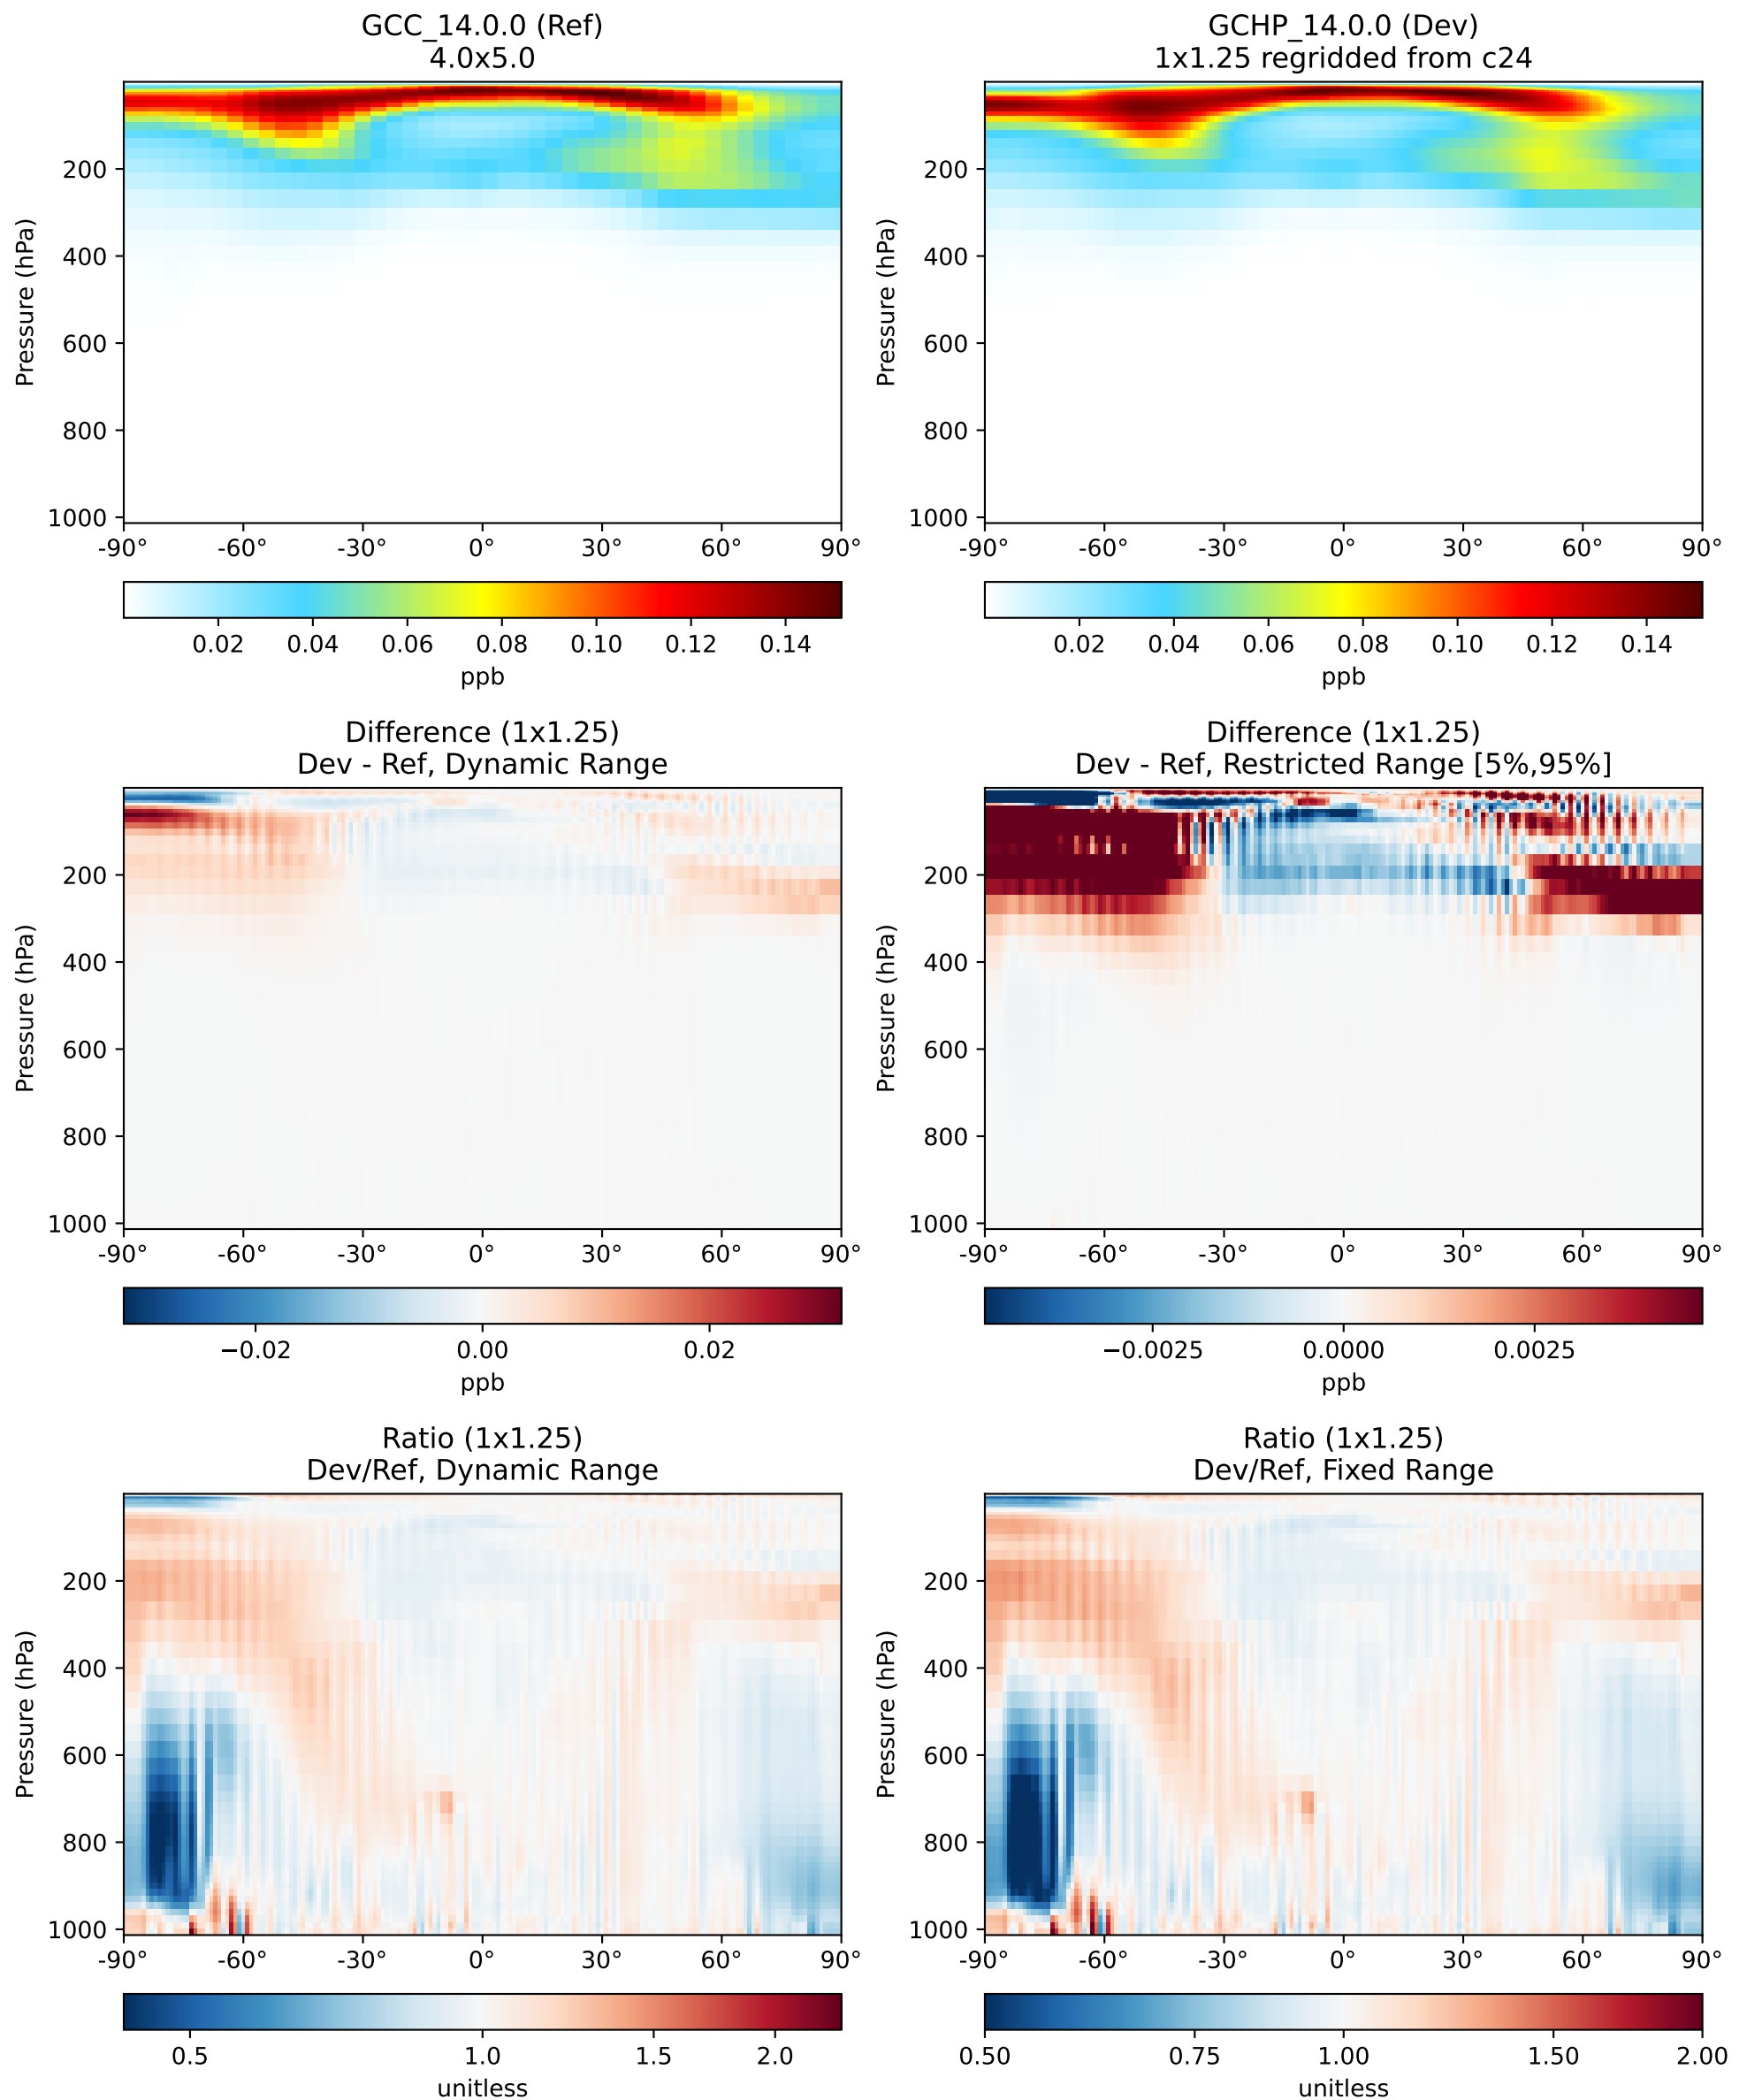 GCC_14.0.0 (Ref)
4.0x5.0
Pressure (hPa)
200
400
600
800
1000
-90° -60° -30° 0° 30° 60° 90°
0.02 0.04 0.06 0.08 0.10 0.12 0.14
ppb
GCHP_14.0.0 (Dev)
1x1.25 regridded from c24
Pressure (hPa)
200
400
600
800
1000
-90° -60° -30° 0° 30° 60° 90°
0.02 0.04 0.06 0.08 0.10 0.12 0.14
ppb
Difference (1x1.25)
Dev - Ref, Dynamic Range
Pressure (hPa)
200
400
600
800
1000
-90° -60° -30° 0° 30° 60° 90°
−0.02 0.00 0.02
ppb
Difference (1x1.25)
Dev - Ref, Restricted Range [5%,95%]
Pressure (hPa)
200
400
600
800
1000
-90° -60° -30° 0° 30° 60° 90°
−0.0025 0.0000 0.0025
ppb
Ratio (1x1.25)
Dev/Ref, Dynamic Range
Pressure (hPa)
200
400
600
800
1000
-90° -60° -30° 0° 30° 60° 90°
0.5 1.0 1.5 2.0
unitless
Ratio (1x1.25)
Dev/Ref, Fixed Range
Pressure (hPa)
200
400
600
800
1000
-90° -60° -30° 0° 30° 60° 90°
0.50 0.75 1.00 1.50 2.00
unitless